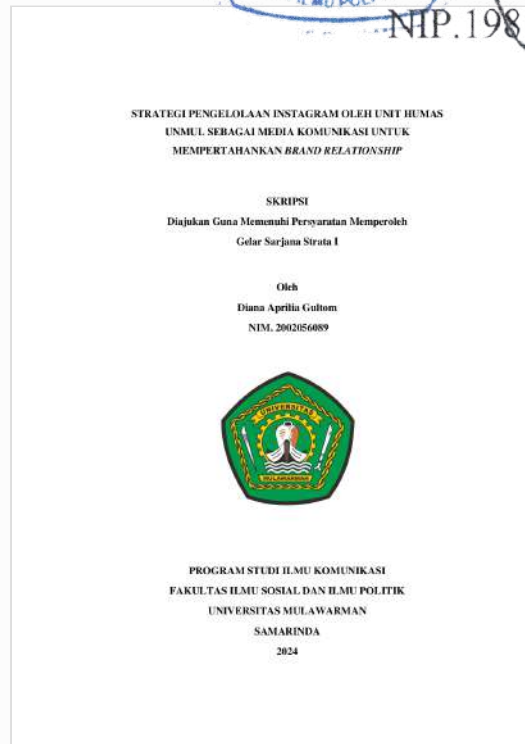 ILMU POLI
NIP.198
STRATEGI PENGELOLAAN INSTAGRAM OLEH UNIT HUMAS
UNMUL SEBAGAI MEDIA KOMUNIKASI UNTUK
MEMPERTAHANKAN BRAND RELATIONSHIP
SKRIPSI
Diajukan Guna Memenuhi Persyaratan Memperoleh
Gelar Sarjana Strata I
Oleh
Diana Aprilia Gultom
NIM. 2002056089
UNIVERSITAS
MULAWARMAN
PROGRAM STUDI ILMU KOMUNIKASI
FAKULTAS ILMU SOSIAL DAN ILMU POLITIK
UNIVERSITAS MULAWARMAN
SAMARINDA
2024